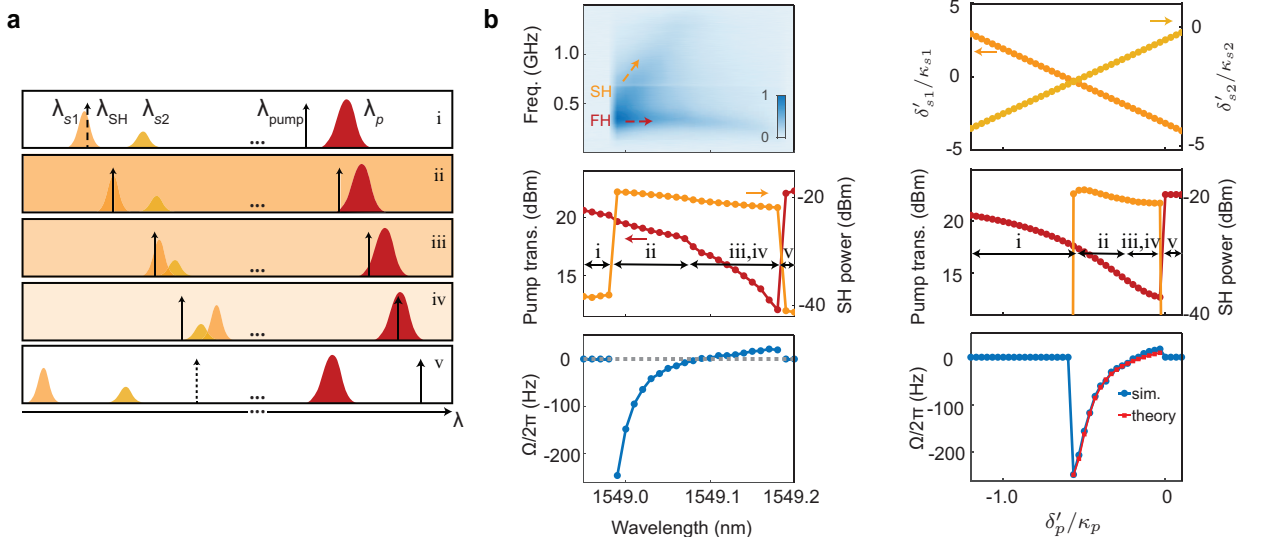 a
λs1 λSH λs2 λpump λp i
... 
ii
...
iii
...
iv
...
v
...
λ
b
Freq. (GHz)
1.0
0.5
SH
FH
1
0
Pump trans. (dBm)
20
15
i ii iii,iv v
-20
-40
SH power (dBm)
Ω/2π (Hz)
0
-100
-200
1549.0 1549.1 1549.2
Wavelength (nm)
5
0
-5
δ′s1/κs1
0
-5
δ′s2/κs2
Pump trans. (dBm)
20
15
i ii iii,iv v
-20
-40
SH power (dBm)
Ω/2π (Hz)
0
-100
-200
sim.
theory
-1.0 0
δ′p/κp